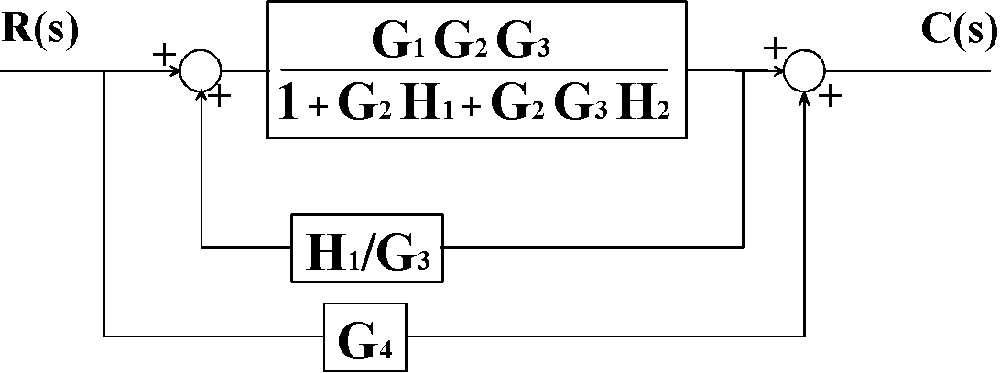 R(s)
C(s)
G₁ G₂ G₃
1 + G₂ H₁ + G₂ G₃ H₂
+
+
+
+
H₁/G₃
G₄